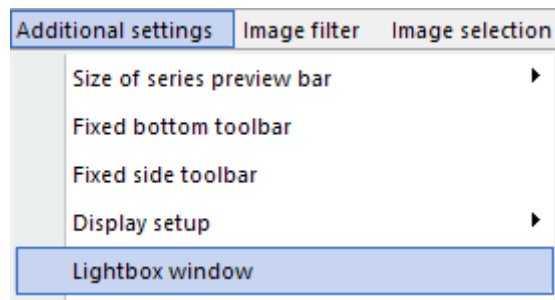 Additional settings Image filter Image selection
Size of series preview bar
Fixed bottom toolbar
Fixed side toolbar
Display setup
Lightbox window